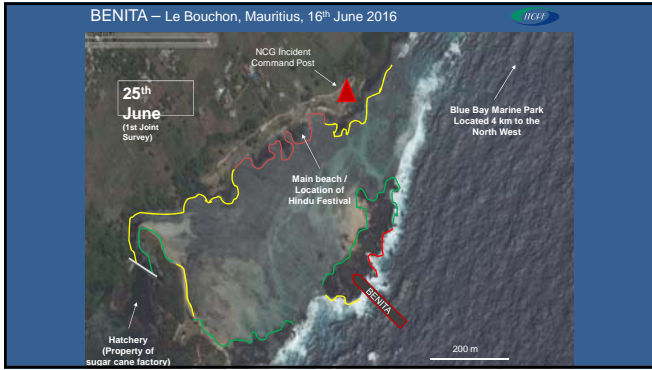 BENITA – Le Bouchon, Mauritius, 16th June 2016
ITOPF
NCG Incident
Command Post
25th
June
(1st Joint
Survey)
Blue Bay Marine Park
Located 4 km to the
North West
Main beach /
Location of
Hindu Festival
BENITA
Hatchery
(Property of
sugar cane factory)
200 m